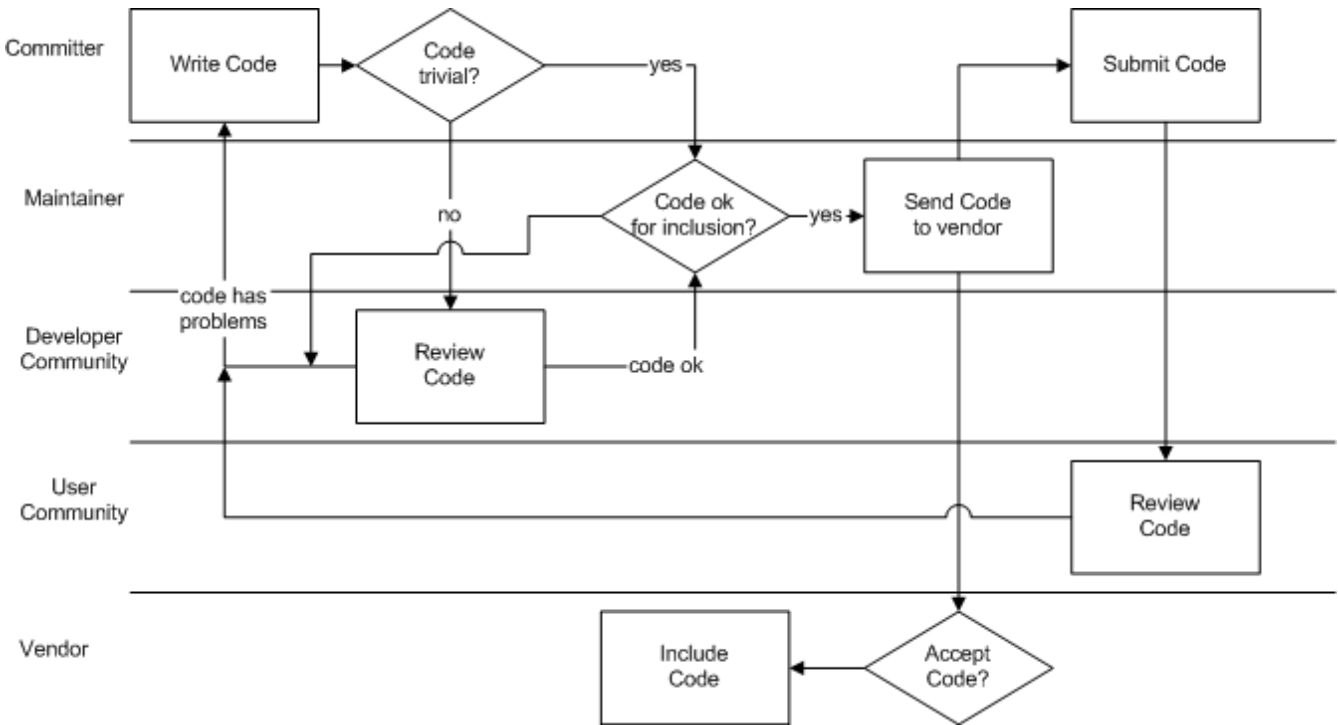 Committer
Write Code
Code
trivial?
yes
Submit Code
Maintainer
no
Code ok
for inclusion?
yes
Send Code
to vendor
code has
problems
Developer
Community
Review
Code
code ok
User
Community
Review
Code
Vendor
Include
Code
Accept
Code?